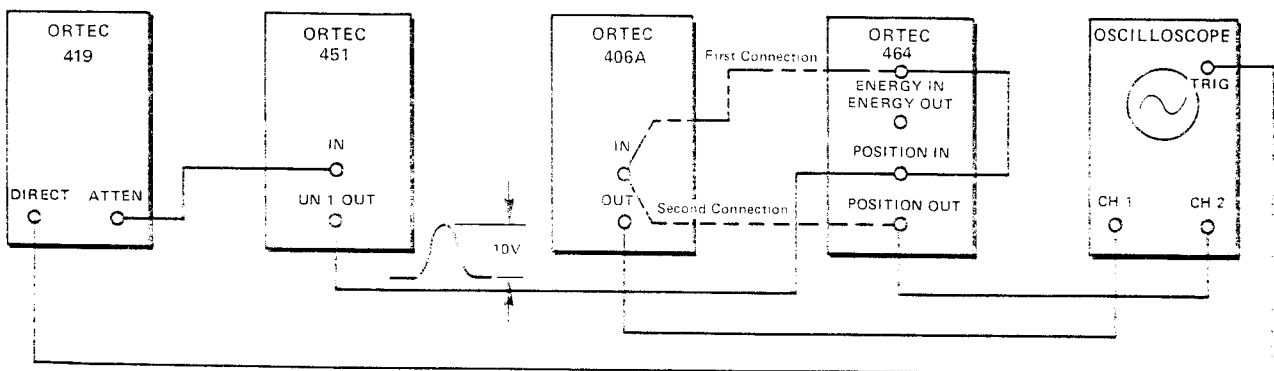 ORTEC
419
DIRECT
ATTEN
ORTEC
451
IN
UN 1 OUT
10V
ORTEC
406A
IN
OUT
First Connection
Second Connection
ORTEC
464
ENERGY IN
ENERGY OUT
POSITION IN
POSITION OUT
OSCILLOSCOPE
TRIG
CH 1
CH 2